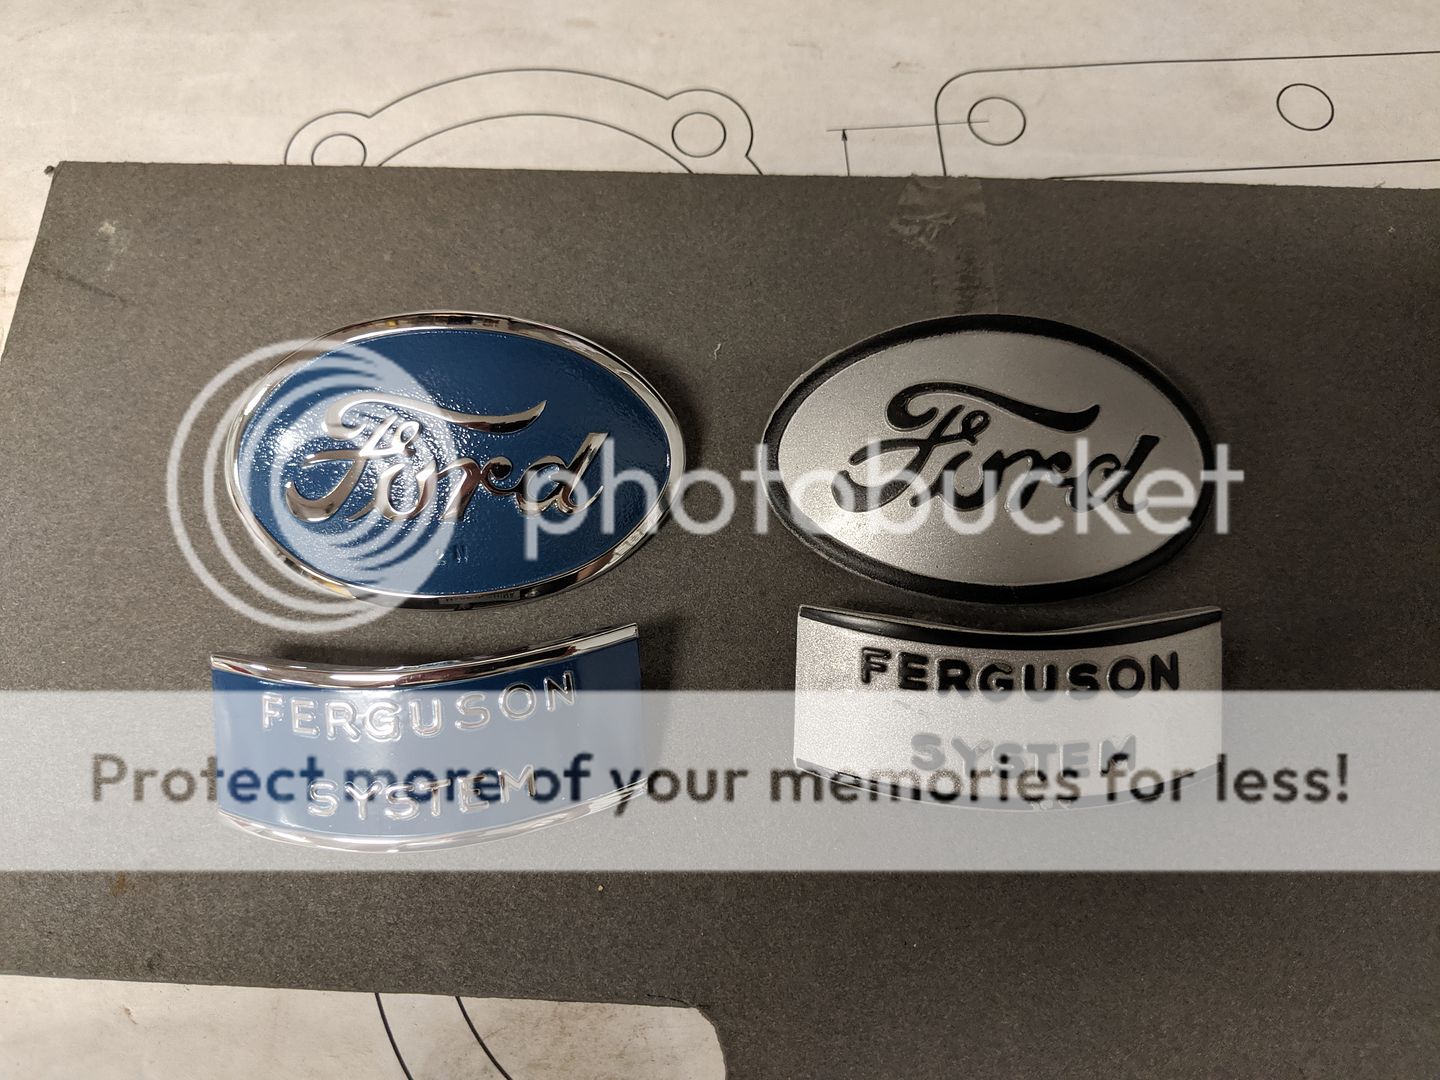 Ford
Ford
photobucket
FERGUSON
SYSTEM
FERGUSON
SYSTEM
Protect more of your memories for less!